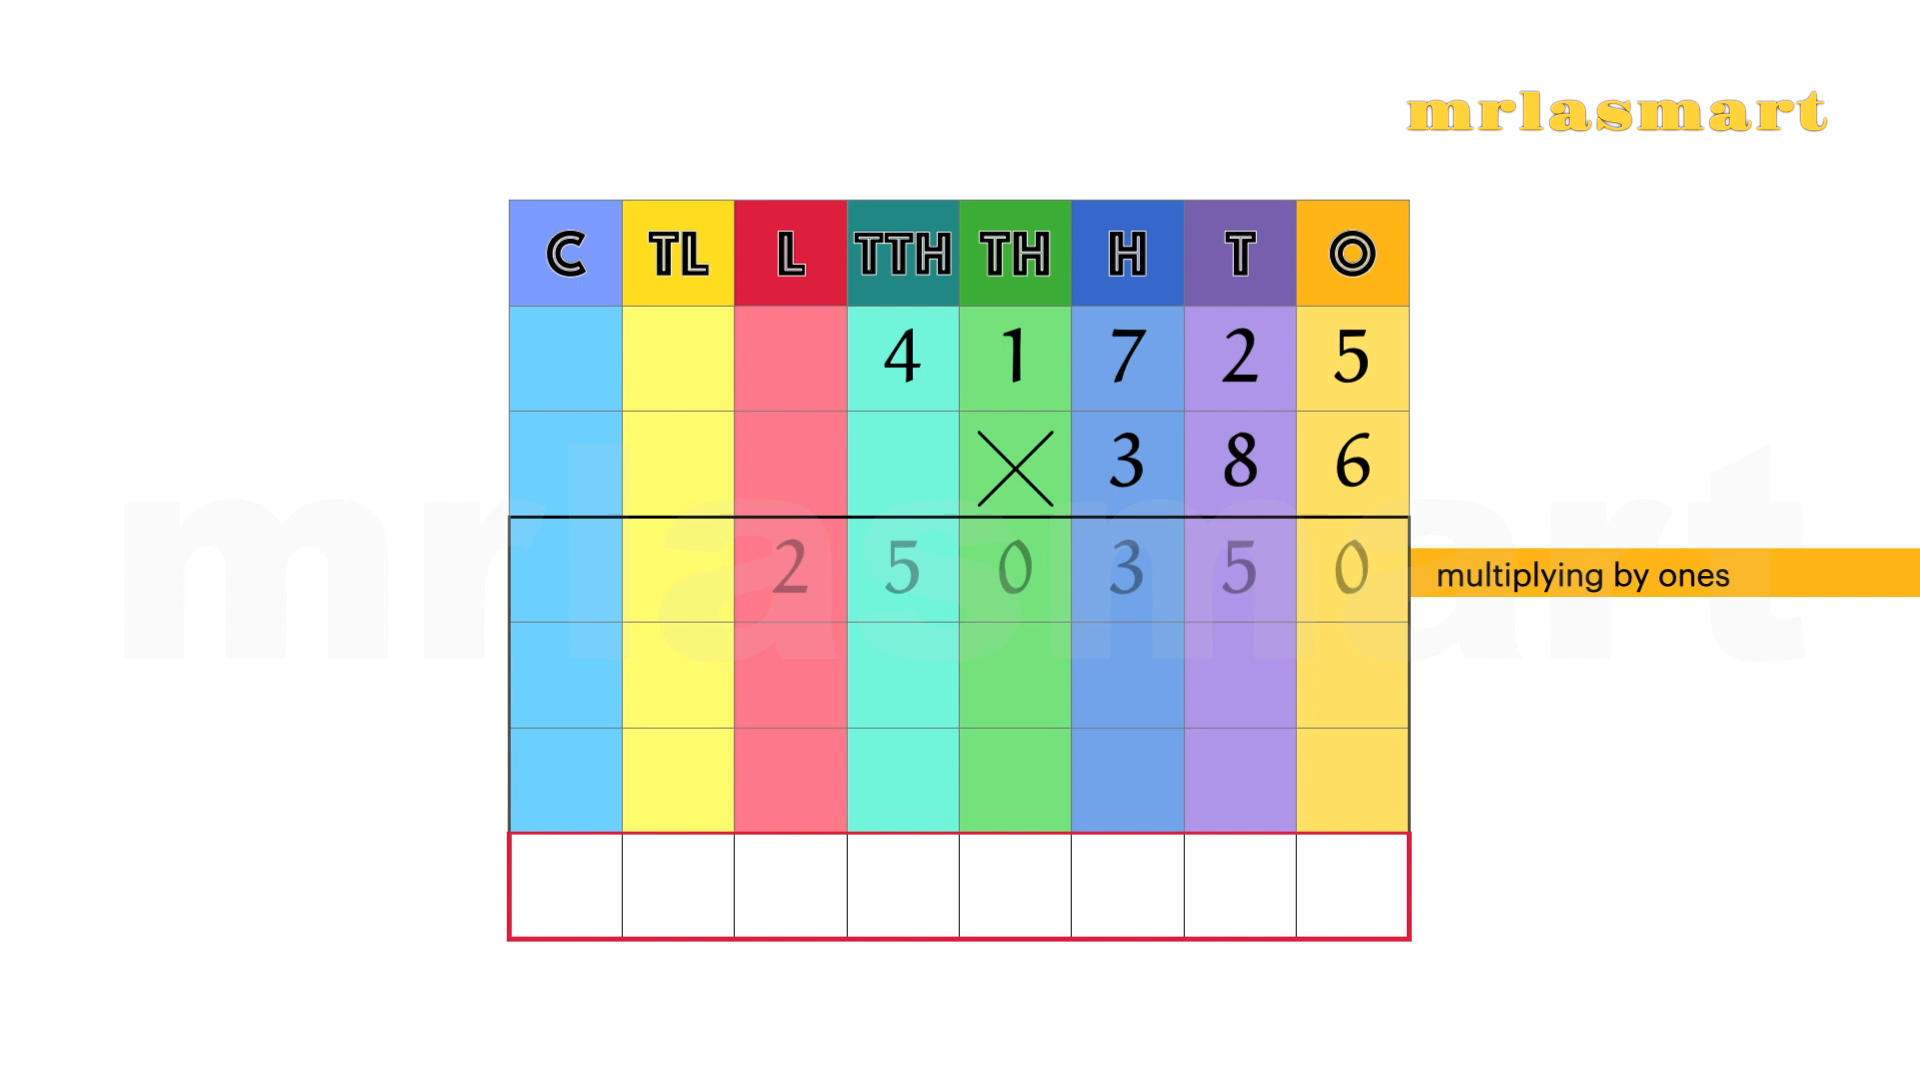 mrlasmart
C TL L TTH TH H T O
4 1 7 2 5
× 3 8 6
2 5 0 3 5 0 multiplying by ones
mrlasmart